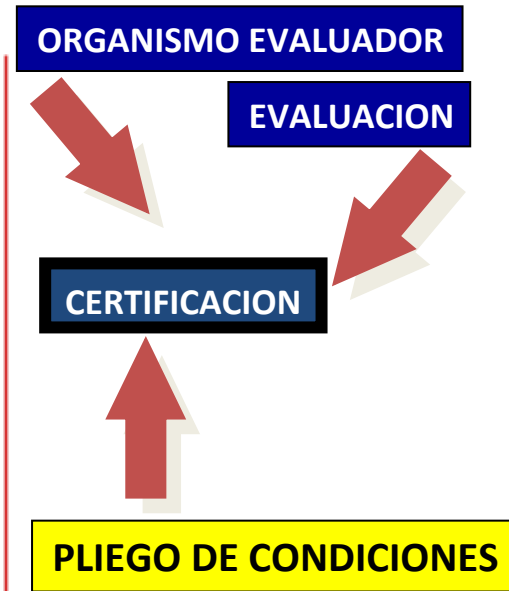 ORGANISMO EVALUADOR
EVALUACION
CERTIFICACION
PLIEGO DE CONDICIONES